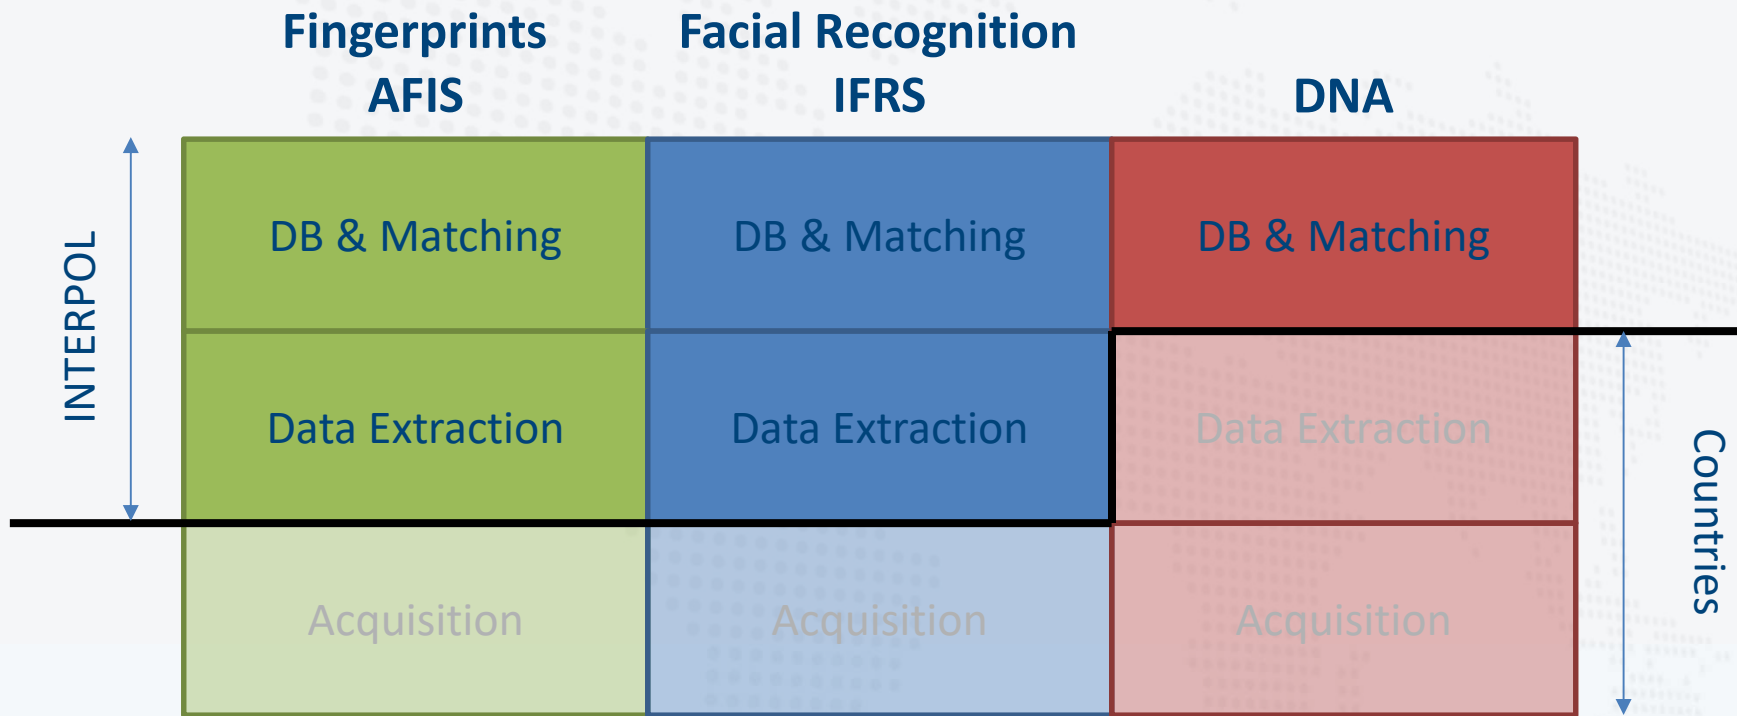 Fingerprints
AFIS
Facial Recognition
IFRS
DNA
INTERPOL
DB & Matching
DB & Matching
DB & Matching
Data Extraction
Data Extraction
Data Extraction
Countries
Acquisition
Acquisition
Acquisition